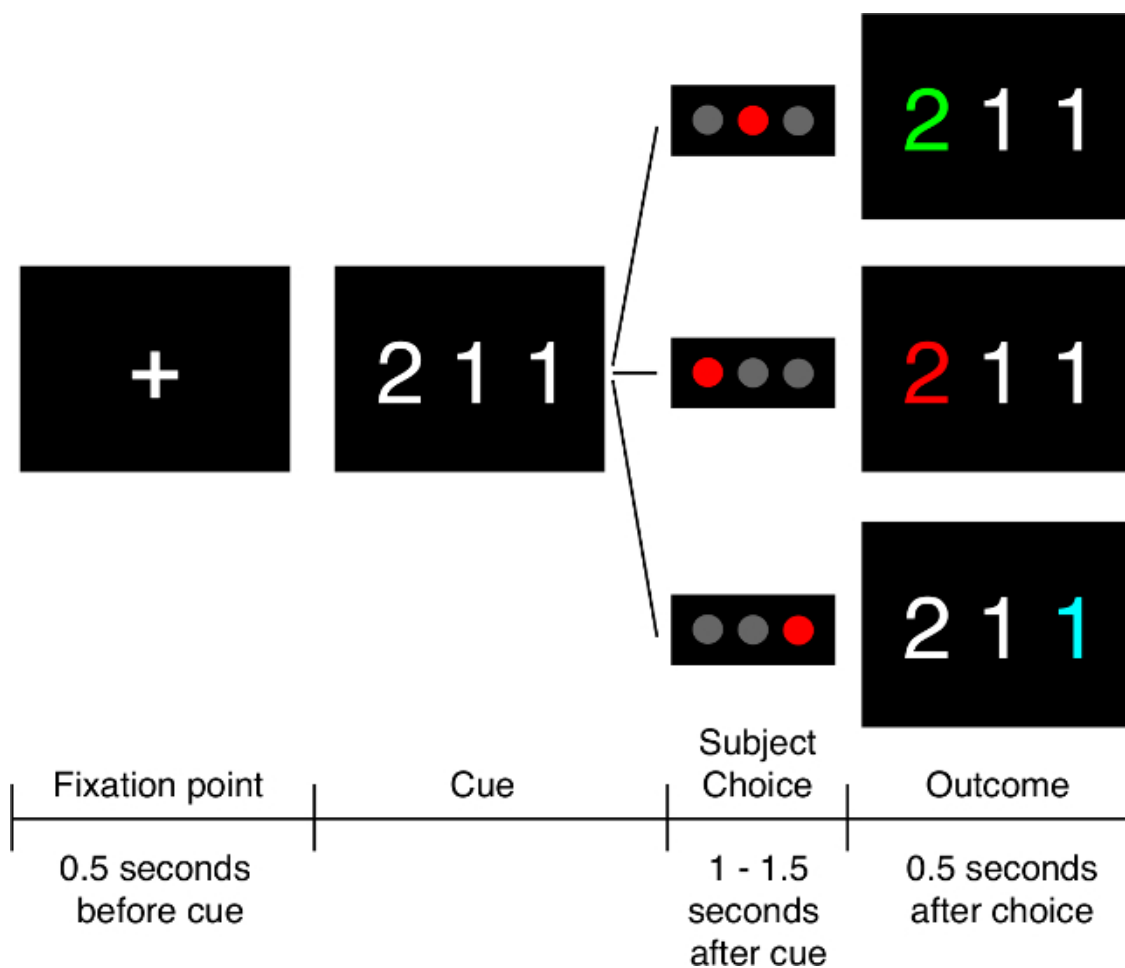 2 1 1
+
2 1 1
2 1 1
2 1 1
Fixation point
Cue
Subject
Choice
Outcome
0.5 seconds
before cue
1 - 1.5
seconds
after cue
0.5 seconds
after choice